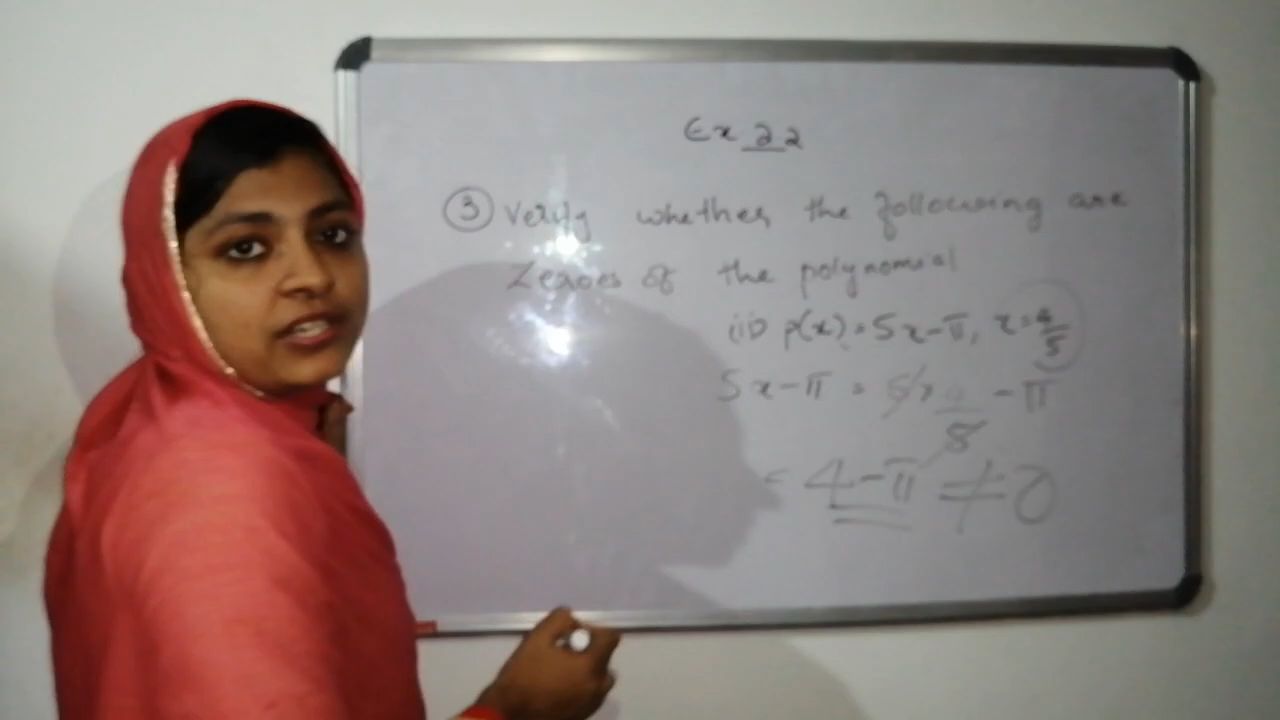 Ex 2.2
③ Verify whether the following are
Zeroes of the polynomial
(ii) p(x) = 5x - π, x = 4/5
5x - π = 5 × 4/5 - π
= 4 - π ≠ 0